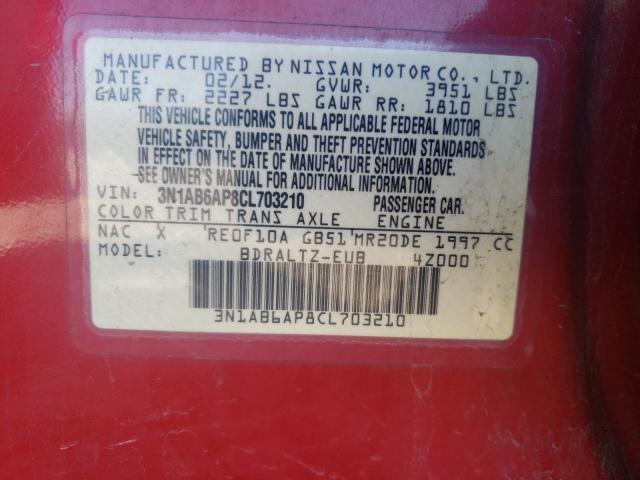 MANUFACTURED BY NISSAN MOTOR CO., LTD.
DATE: 02/12. GVWR: 3951 LBS
GAWR FR: 2227 LBS GAWR RR: 1810 LBS
THIS VEHICLE CONFORMS TO ALL APPLICABLE FEDERAL MOTOR
VEHICLE SAFETY, BUMPER AND THEFT PREVENTION STANDARDS
IN EFFECT ON THE DATE OF MANUFACTURE SHOWN ABOVE.
SEE OWNER'S MANUAL FOR ADDITIONAL INFORMATION.
VIN: 3N1AB6AP8CL703210 PASSENGER CAR.
COLOR TRIM TRANS AXLE ENGINE
NAC X RE0F10A GB51 MR20DE 1997 CC
MODEL: BDRALTZ-EUB 4Z000
3N1AB6AP8CL703210